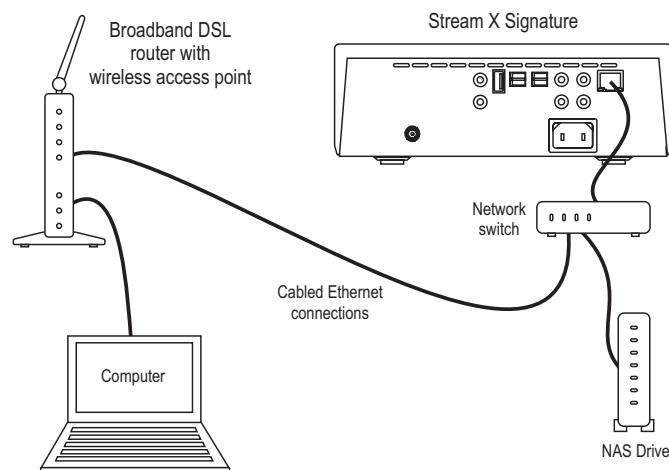 Broadband DSL
router with
wireless access point
Stream X Signature
Network
switch
Cabled Ethernet
connections
Computer
NAS Drive